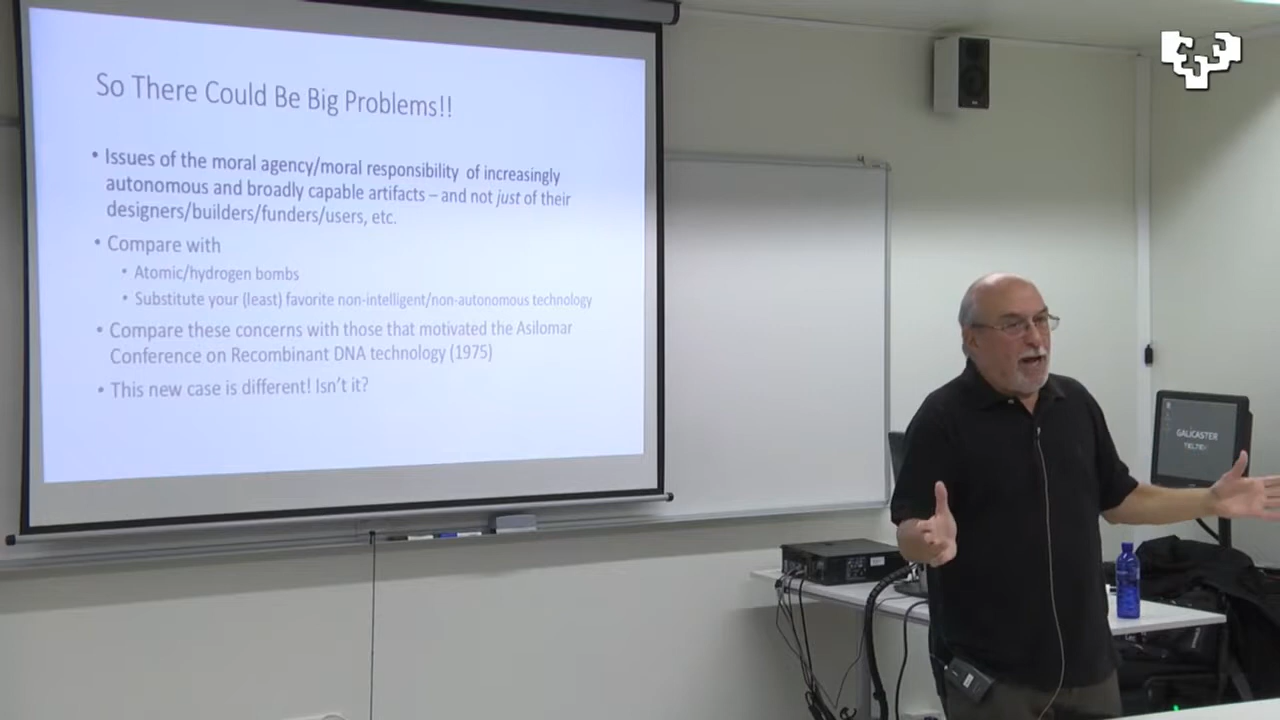 So There Could Be Big Problems!!
• Issues of the moral agency/moral responsibility of increasingly
autonomous and broadly capable artifacts – and not just of their
designers/builders/funders/users, etc.
• Compare with
• Atomic/hydrogen bombs
• Substitute your (least) favorite non-intelligent/non-autonomous technology
• Compare these concerns with those that motivated the Asilomar
Conference on Recombinant DNA technology (1975)
• This new case is different! Isn't it?
GALICASTER